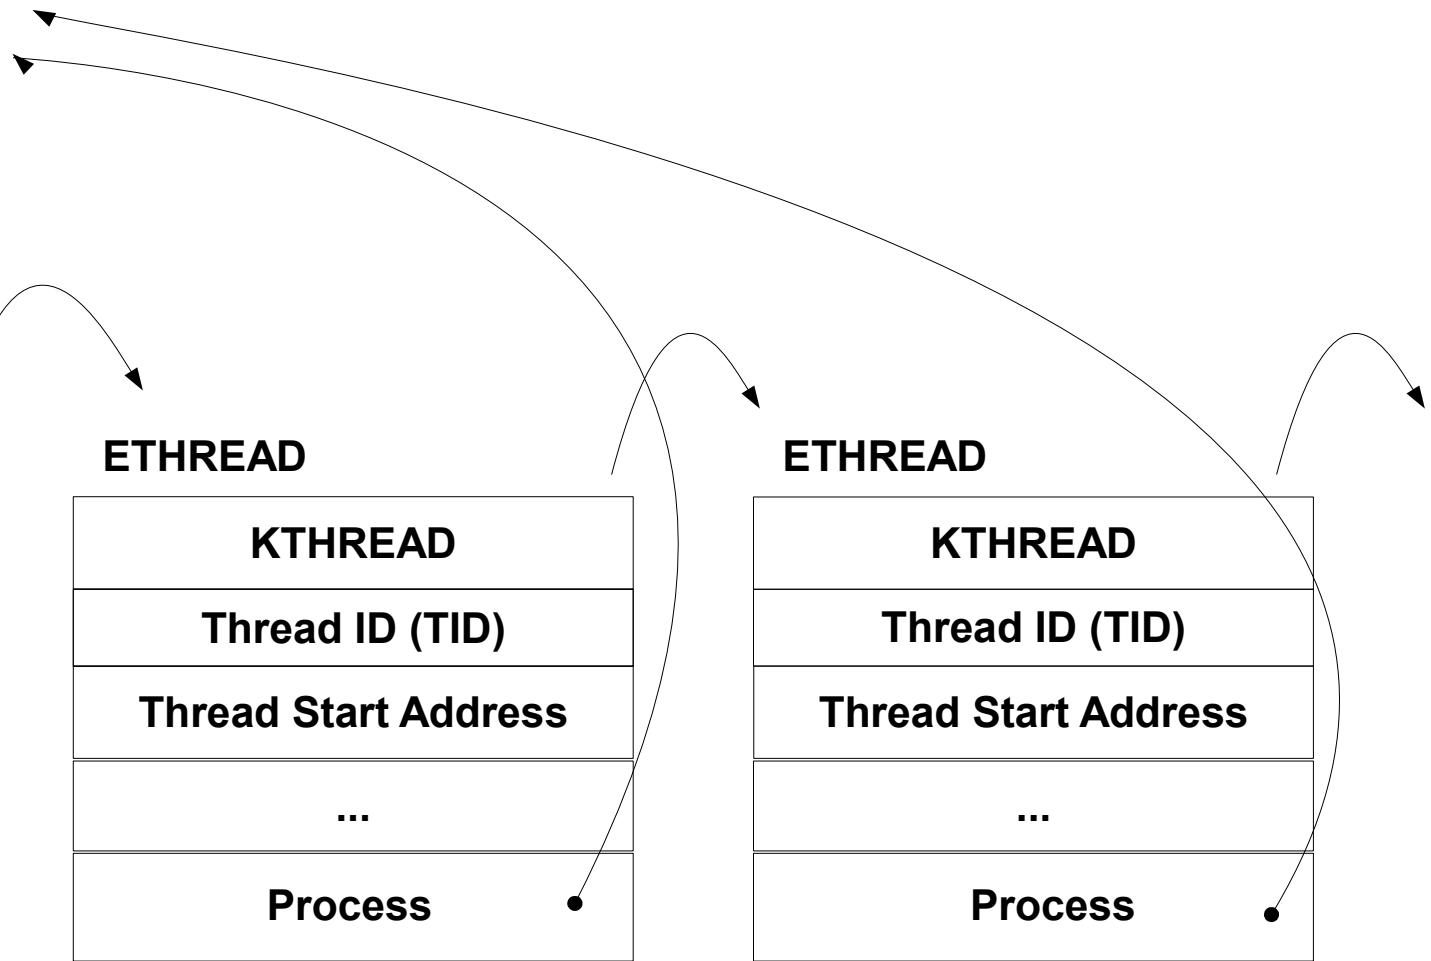 ETHREAD
KTHREAD
Thread ID (TID)
Thread Start Address
...
Process
ETHREAD
KTHREAD
Thread ID (TID)
Thread Start Address
...
Process